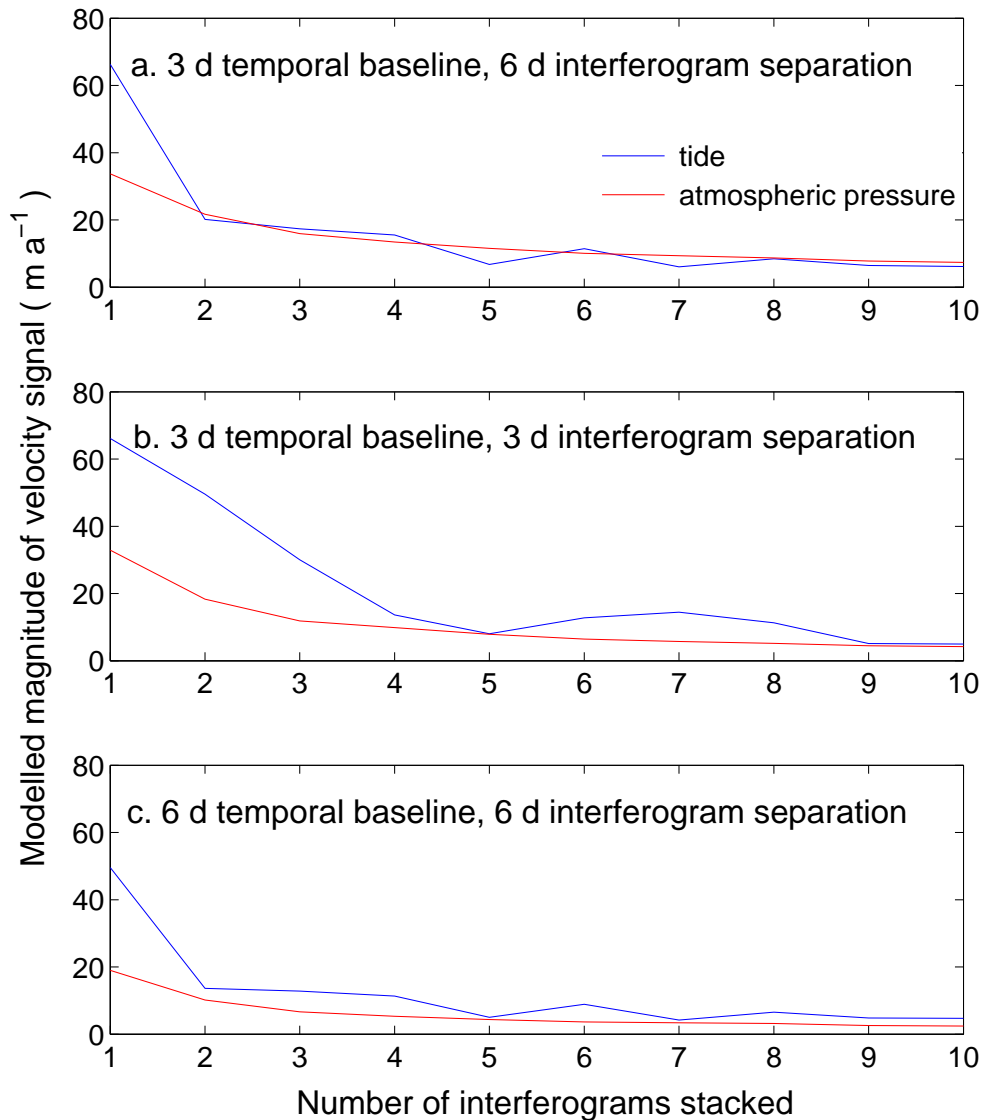 Modelled magnitude of velocity signal ( m a⁻¹ )
80
60
40
20
0
a. 3 d temporal baseline, 6 d interferogram separation
tide
atmospheric pressure
1 2 3 4 5 6 7 8 9 10
80
60
40
20
0
b. 3 d temporal baseline, 3 d interferogram separation
1 2 3 4 5 6 7 8 9 10
80
60
40
20
0
c. 6 d temporal baseline, 6 d interferogram separation
1 2 3 4 5 6 7 8 9 10
Number of interferograms stacked